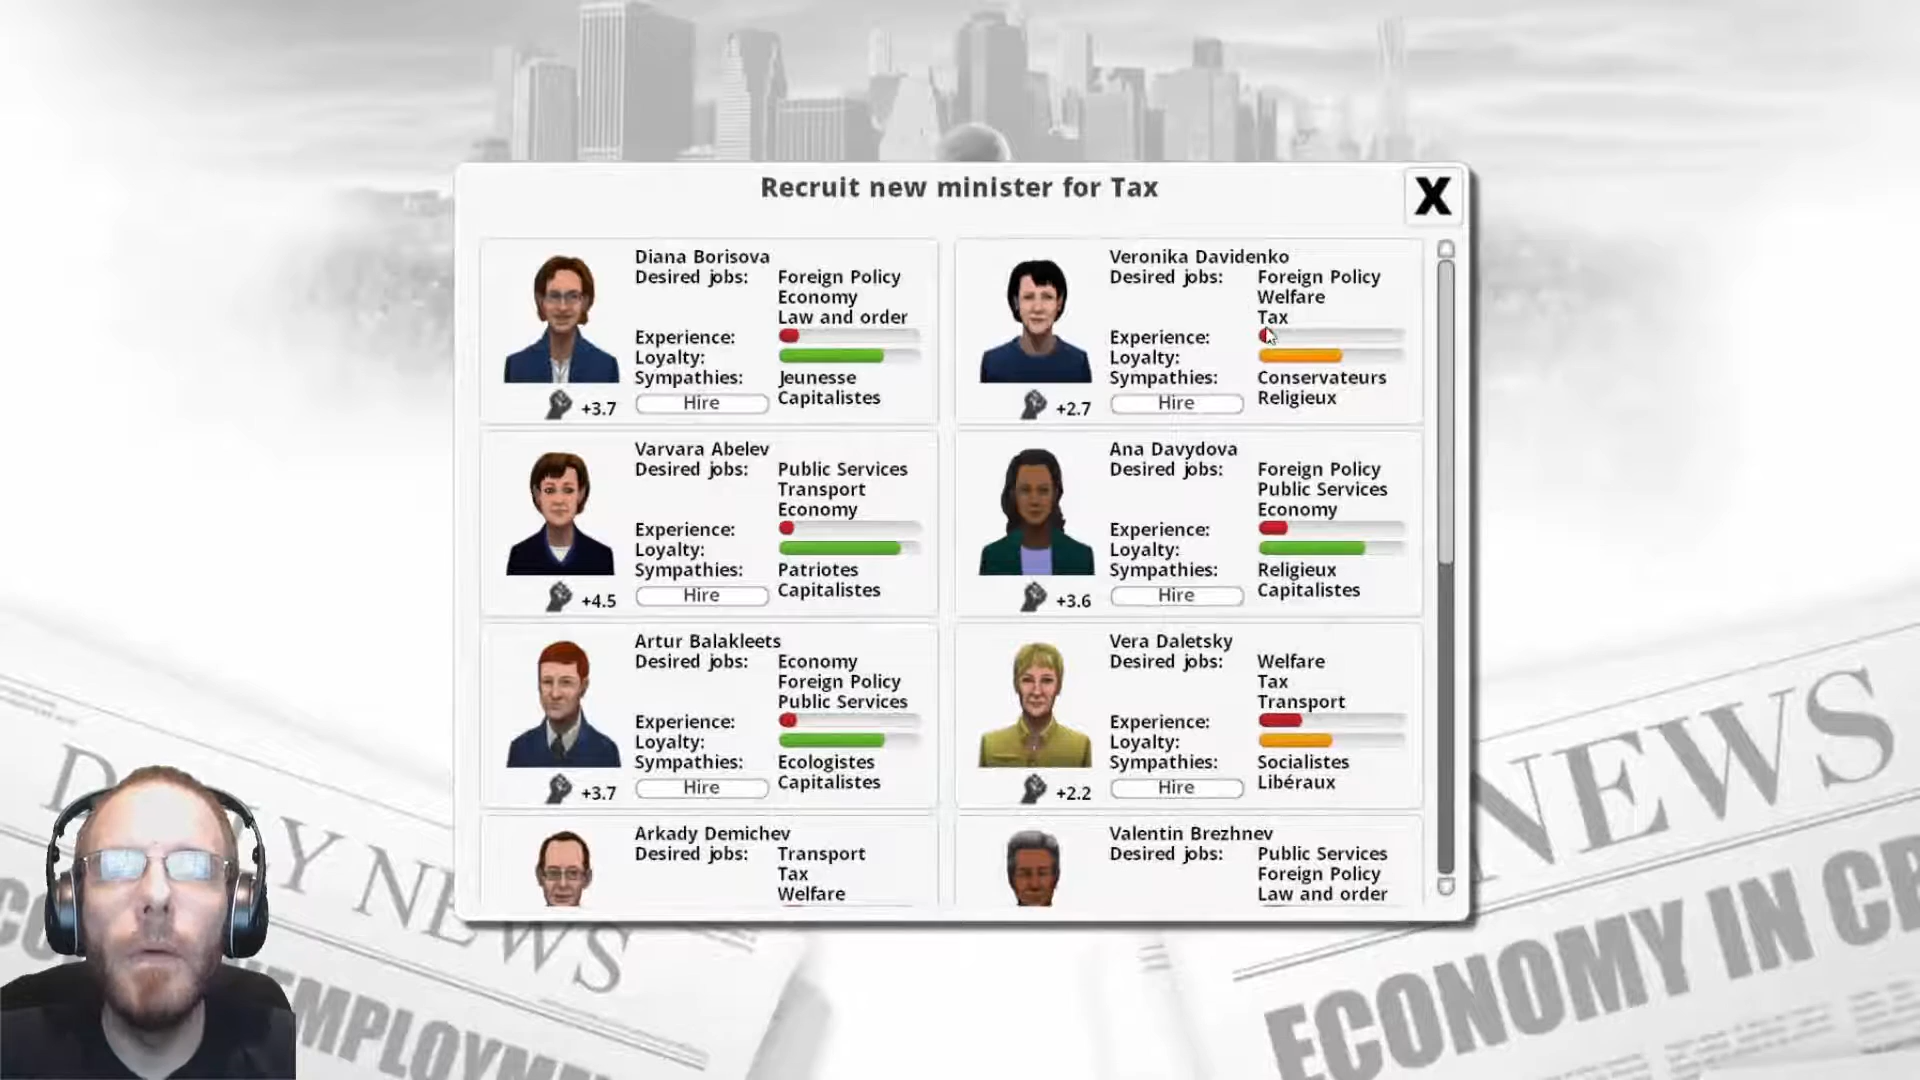 Recruit new minister for Tax
X
Diana Borisova
Desired jobs: Foreign Policy
Economy
Law and order
Experience:
Loyalty:
Sympathies: Jeunesse
Capitalistes
+3.7 Hire
Veronika Davidenko
Desired jobs: Foreign Policy
Welfare
Tax
Experience:
Loyalty:
Sympathies: Conservateurs
Religieux
+2.7 Hire
Varvara Abelev
Desired jobs: Public Services
Transport
Economy
Experience:
Loyalty:
Sympathies: Patriotes
Capitalistes
+4.5 Hire
Ana Davydova
Desired jobs: Foreign Policy
Public Services
Economy
Experience:
Loyalty:
Sympathies: Religieux
Capitalistes
+3.6 Hire
Artur Balakleets
Desired jobs: Economy
Foreign Policy
Public Services
Experience:
Loyalty:
Sympathies: Ecologistes
Capitalistes
+3.7 Hire
Vera Daletsky
Desired jobs: Welfare
Tax
Transport
Experience:
Loyalty:
Sympathies: Socialistes
Libéraux
+2.2 Hire
Arkady Demichev
Desired jobs: Transport
Tax
Welfare
Valentin Brezhnev
Desired jobs: Public Services
Foreign Policy
Law and order
NEWS
NEWS
ECONOMY IN